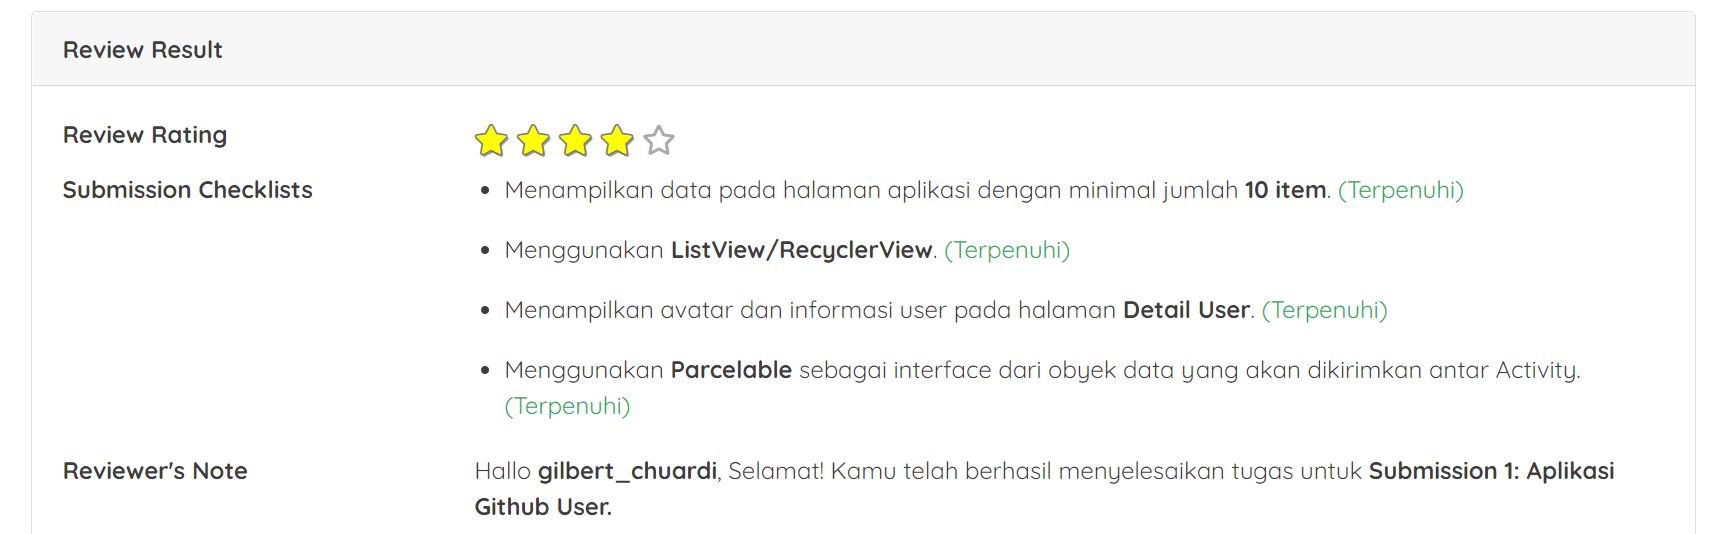 Review Result
Review Rating
Submission Checklists
• Menampilkan data pada halaman aplikasi dengan minimal jumlah 10 item. (Terpenuhi)
• Menggunakan ListView/RecyclerView. (Terpenuhi)
• Menampilkan avatar dan informasi user pada halaman Detail User. (Terpenuhi)
• Menggunakan Parcelable sebagai interface dari obyek data yang akan dikirimkan antar Activity.
(Terpenuhi)
Reviewer's Note
Hallo gilbert_chuardi, Selamat! Kamu telah berhasil menyelesaikan tugas untuk Submission 1: Aplikasi
Github User.